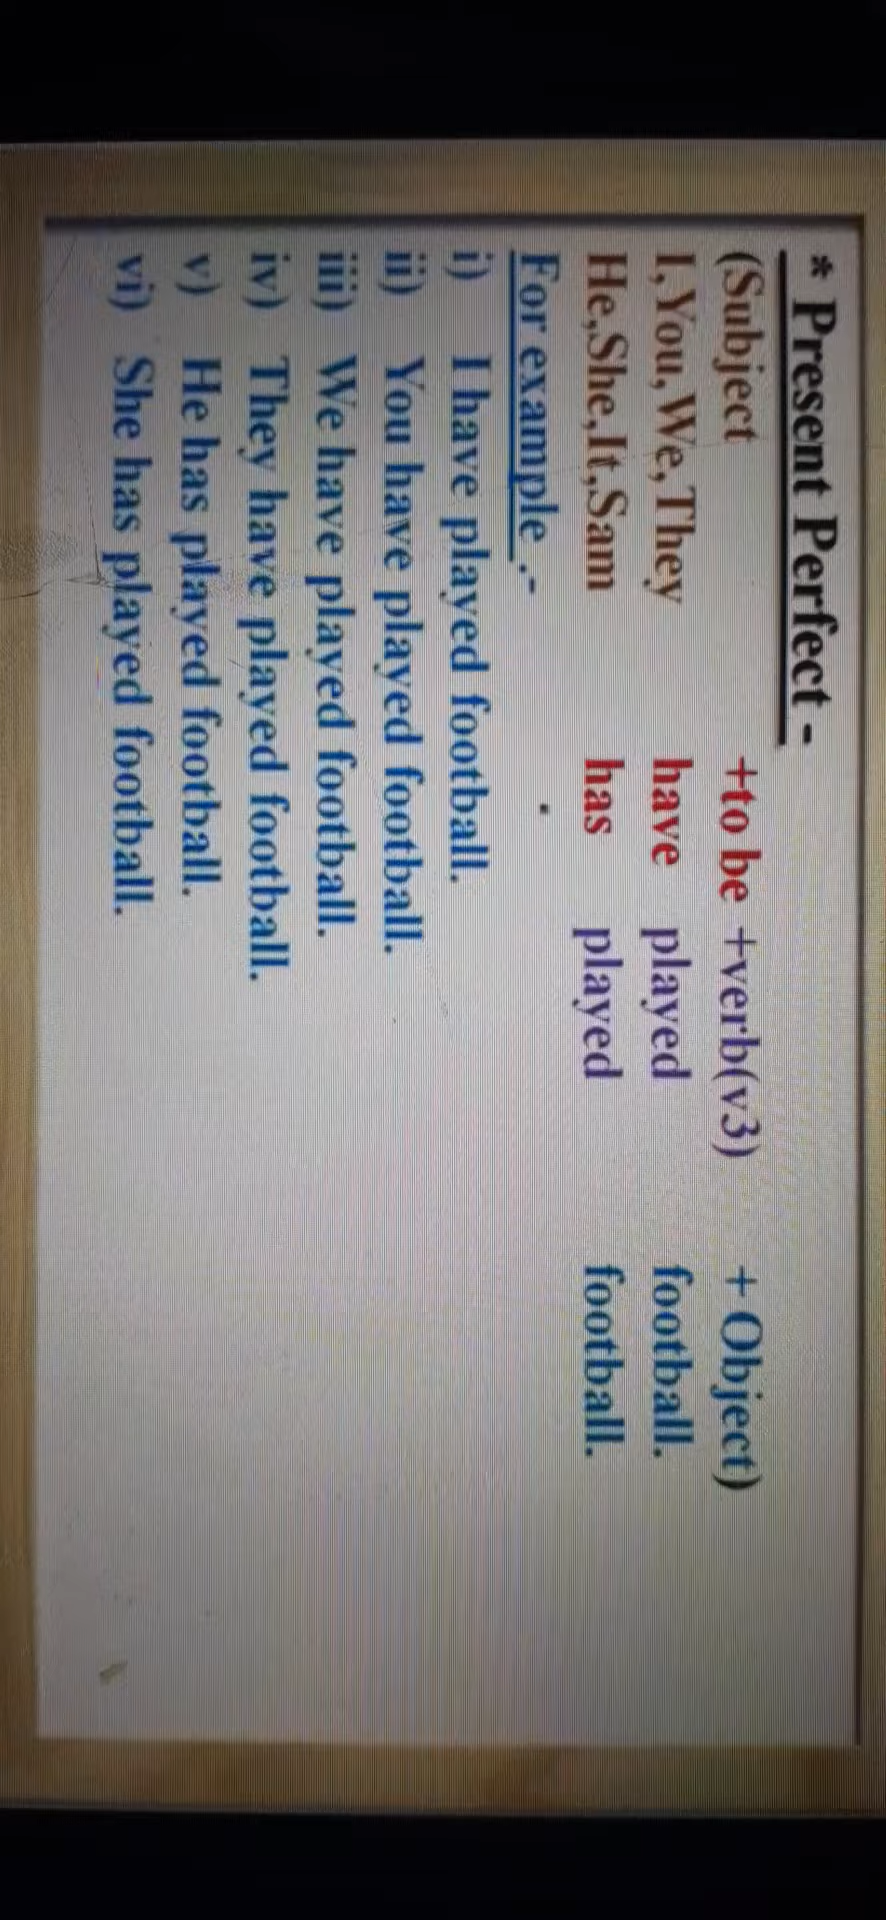 * Present Perfect -
(Subject +to be +verb(v3) + Object)
I,You,We,They have played football.
He,She,It,Sam has played football.
For example .-
i) I have played football.
ii) You have played football.
iii) We have played football.
iv) They have played football.
v) He has played football.
vi) She has played football.